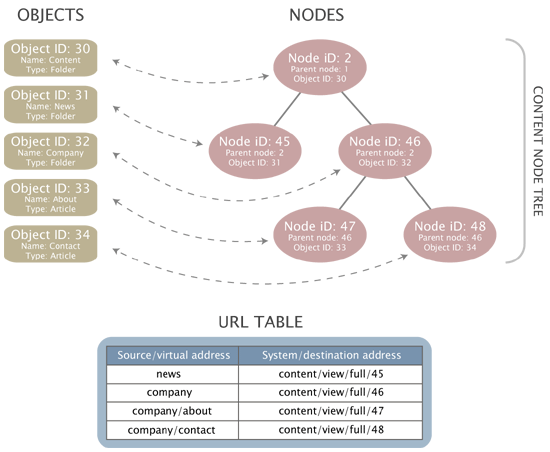 OBJECTS
NODES
Object ID: 30
Name: Content
Type: Folder
Object ID: 31
Name: News
Type: Folder
Object ID: 32
Name: Company
Type: Folder
Object ID: 33
Name: About
Type: Article
Object ID: 34
Name: Contact
Type: Article
Node iD: 2
Parent node: 1
Object ID: 30
Node iD: 45
Parent node: 2
Object ID: 31
Node iD: 46
Parent node: 2
Object ID: 32
Node iD: 47
Parent node: 46
Object ID: 33
Node iD: 48
Parent node: 46
Object ID: 34
CONTENT NODE TREE
URL TABLE
Source/virtual address System/destination address
news content/view/full/45
company content/view/full/46
company/about content/view/full/47
company/contact content/view/full/48